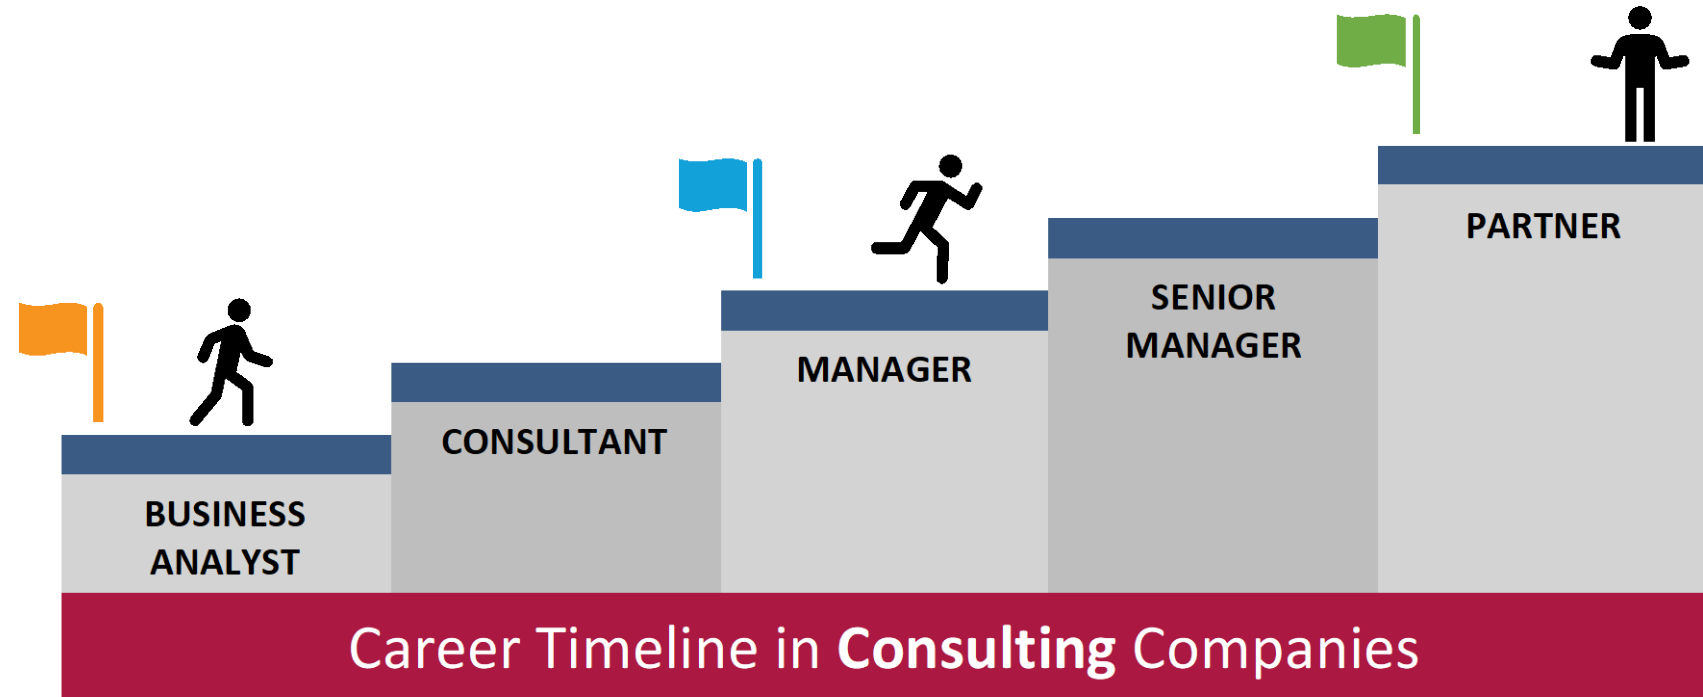 BUSINESS
ANALYST
CONSULTANT
MANAGER
SENIOR
MANAGER
PARTNER
Career Timeline in Consulting Companies